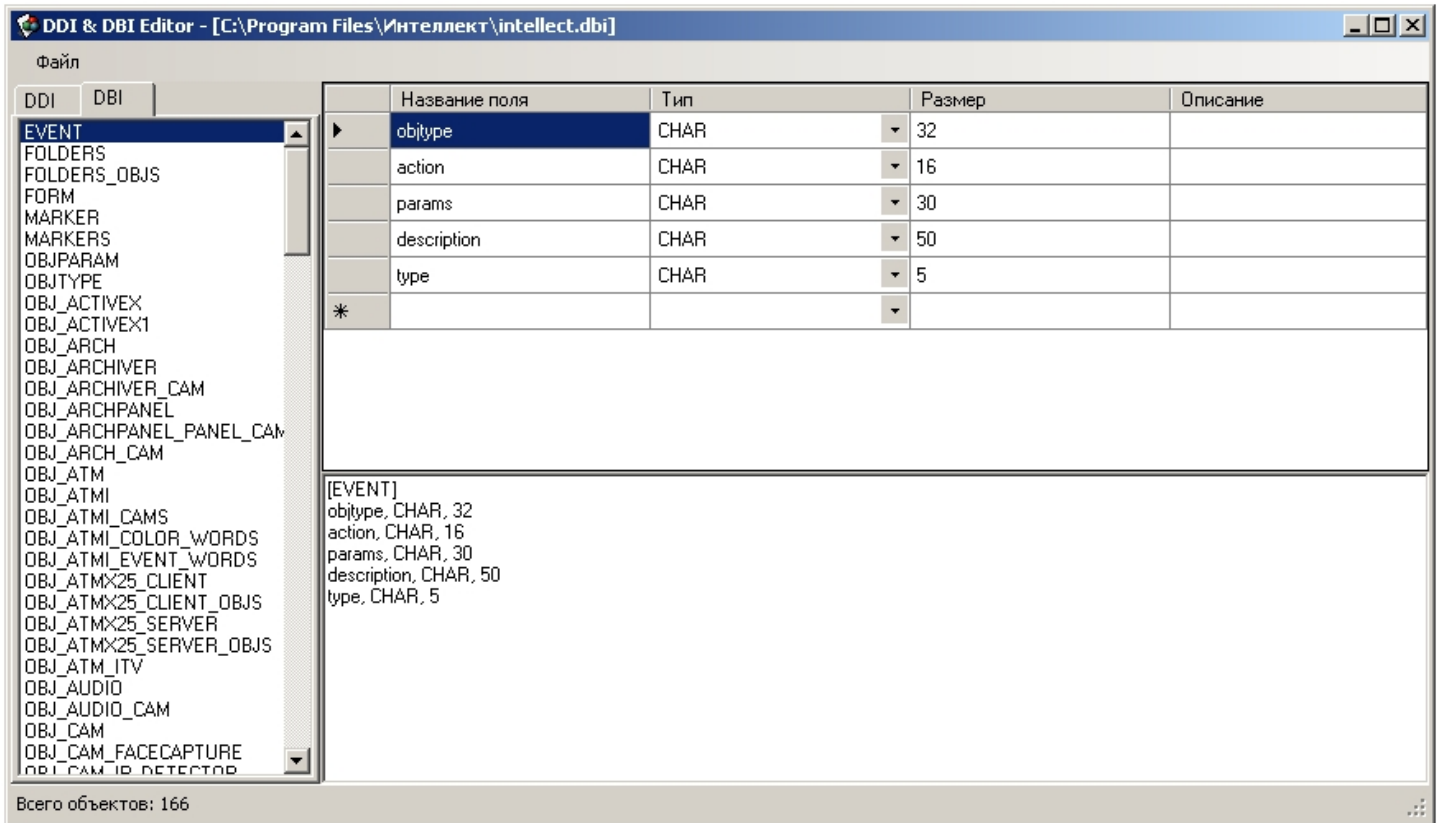 DDI & DBI Editor - [C:\Program Files\Интеллект\intellect.dbi]
Файл
DDI DBI
EVENT
FOLDERS
FOLDERS_OBJS
FORM
MARKER
MARKERS
OBJPARAM
OBJTYPE
OBJ_ACTIVEX
OBJ_ACTIVEX1
OBJ_ARCH
OBJ_ARCHIVER
OBJ_ARCHIVER_CAM
OBJ_ARCHPANEL
OBJ_ARCHPANEL_PANEL_CAM
OBJ_ARCH_CAM
OBJ_ATM
OBJ_ATMI
OBJ_ATMI_CAMS
OBJ_ATMI_COLOR_WORDS
OBJ_ATMI_EVENT_WORDS
OBJ_ATMX25_CLIENT
OBJ_ATMX25_CLIENT_OBJS
OBJ_ATMX25_SERVER
OBJ_ATMX25_SERVER_OBJS
OBJ_ATM_ITV
OBJ_AUDIO
OBJ_AUDIO_CAM
OBJ_CAM
OBJ_CAM_FACECAPTURE
OBJ_CAM_IR_DETECTOR
Название поля Тип Размер Описание
objtype CHAR 32
action CHAR 16
params CHAR 30
description CHAR 50
type CHAR 5
[EVENT]
objtype, CHAR, 32
action, CHAR, 16
params, CHAR, 30
description, CHAR, 50
type, CHAR, 5
Всего объектов: 166